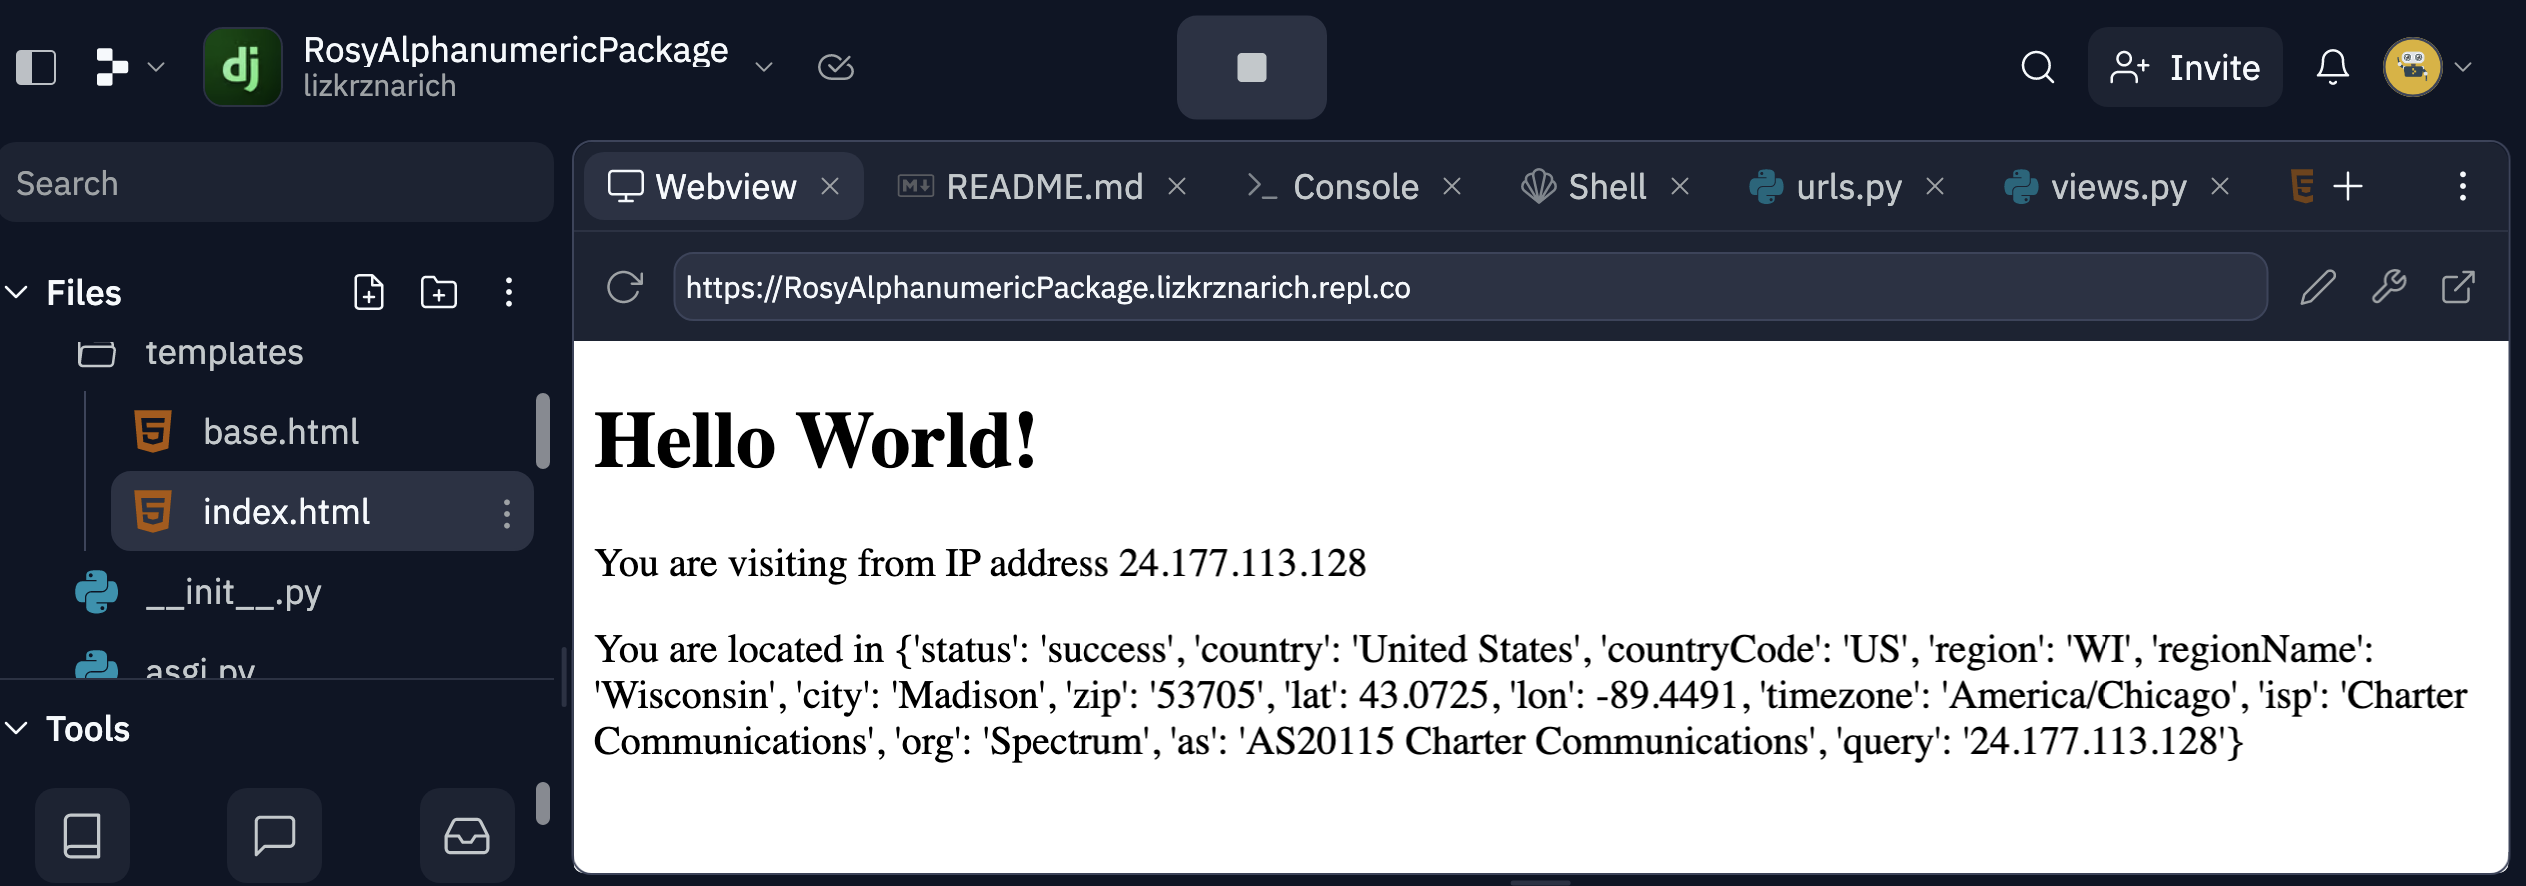 dj
RosyAlphanumericPackage
lizkrznarich
Invite
Search
Files
templates
base.html
index.html
__init__.py
asgi.py
Tools
Webview
README.md
Console
Shell
urls.py
views.py
https://RosyAlphanumericPackage.lizkrznarich.repl.co
Hello World!
You are visiting from IP address 24.177.113.128
You are located in {'status': 'success', 'country': 'United States', 'countryCode': 'US', 'region': 'WI', 'regionName':
'Wisconsin', 'city': 'Madison', 'zip': '53705', 'lat': 43.0725, 'lon': -89.4491, 'timezone': 'America/Chicago', 'isp': 'Charter
Communications', 'org': 'Spectrum', 'as': 'AS20115 Charter Communications', 'query': '24.177.113.128'}